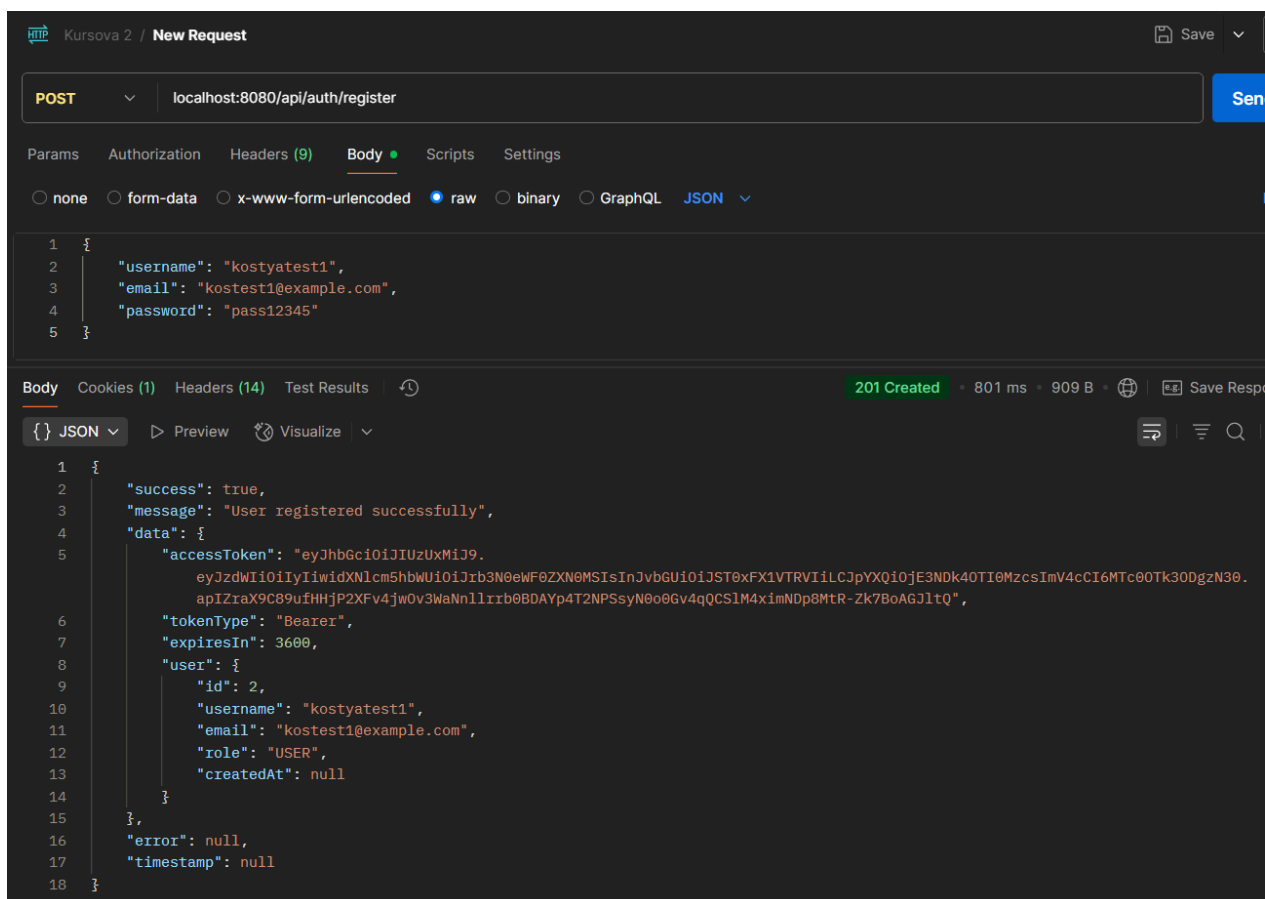 HTTP Kursova 2 / New Request Save
POST localhost:8080/api/auth/register Sen
Params Authorization Headers (9) Body Scripts Settings
none form-data x-www-form-urlencoded raw binary GraphQL JSON
1 {
2 "username": "kostyatest1",
3 "email": "kostest1@example.com",
4 "password": "pass12345"
5 }
Body Cookies (1) Headers (14) Test Results 201 Created • 801 ms • 909 B • e.g. Save Respo
{} JSON Preview Visualize
1 {
2 "success": true,
3 "message": "User registered successfully",
4 "data": {
5 "accessToken": "eyJhbGciOiJIUzUxMiJ9.
eyJzdWIiOiIyIiwidXNlcm5hbWUiOiJrb3N0eWF0ZXN0MSIsInJvbGUiOiJST0xFX1VTRVIiLCJpYXQiOjE3NDk4OTI0MzcsImV4cCI6MTc0OTk3ODgzN30.
apIZraX9C89ufHHjP2XFv4jwOv3WaNnllrrb0BDAYp4T2NPSsyN0o0Gv4qQCSlM4ximNDp8MtR-Zk7BoAGJltQ",
6 "tokenType": "Bearer",
7 "expiresIn": 3600,
8 "user": {
9 "id": 2,
10 "username": "kostyatest1",
11 "email": "kostest1@example.com",
12 "role": "USER",
13 "createdAt": null
14 }
15 },
16 "error": null,
17 "timestamp": null
18 }